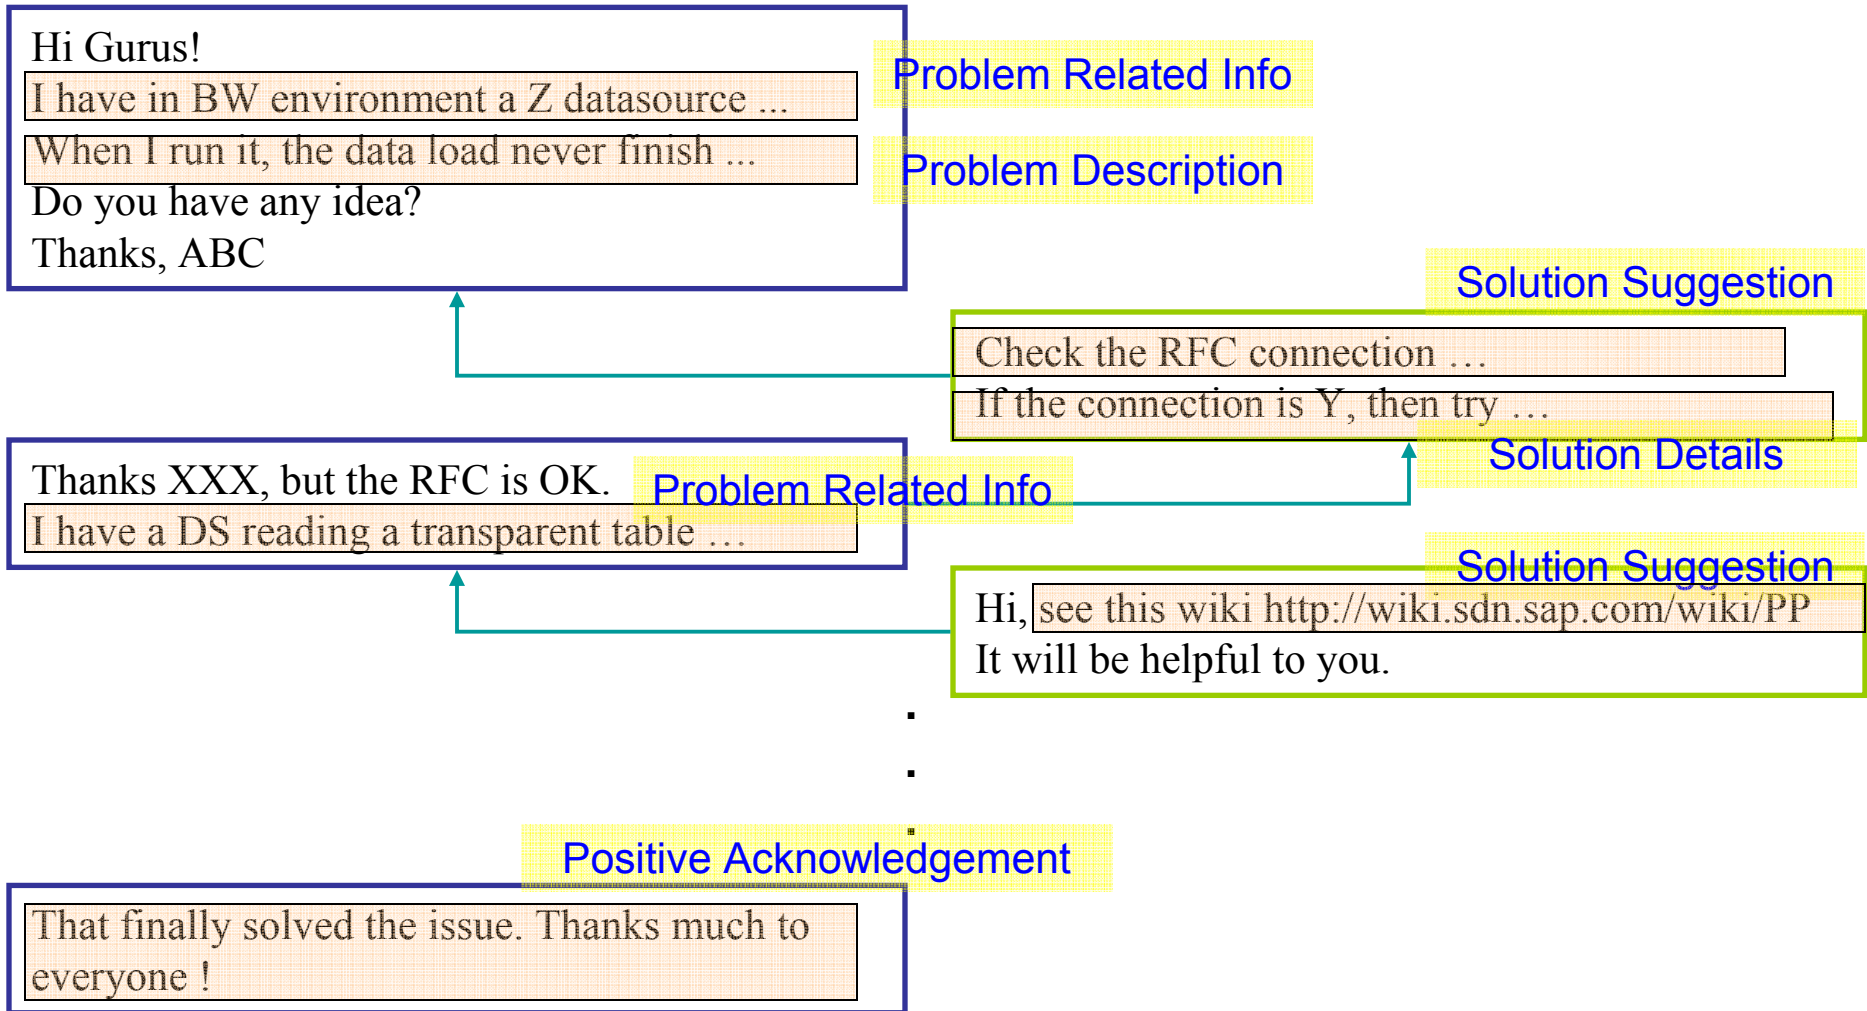 Hi Gurus!
I have in BW environment a Z datasource ...
Problem Related Info
When I run it, the data load never finish ...
Problem Description
Do you have any idea?
Thanks, ABC
Solution Suggestion
Check the RFC connection …
If the connection is Y, then try …
Solution Details
Thanks XXX, but the RFC is OK.
Problem Related Info
I have a DS reading a transparent table …
Solution Suggestion
Hi, see this wiki http://wiki.sdn.sap.com/wiki/PP
It will be helpful to you.
.
.
.
Positive Acknowledgement
That finally solved the issue. Thanks much to
everyone !